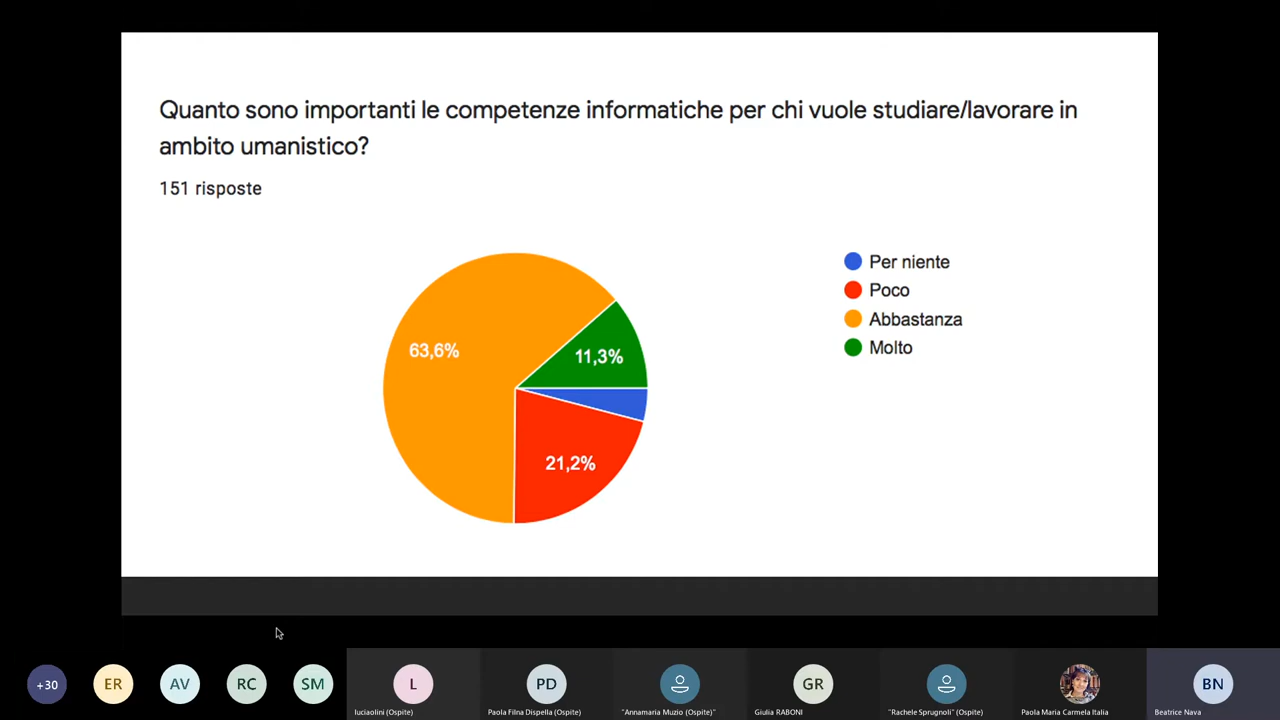 Quanto sono importanti le competenze informatiche per chi vuole studiare/lavorare in
ambito umanistico?
151 risposte
Per niente
Poco
Abbastanza
Molto
63,6%
11,3%
21,2%
+30
ER
AV
RC
SM
L
PD
GR
BN
luciaolini (Ospite)
Paola Filna Dispella (Ospite)
"Annamaria Muzio (Ospite)"
Giulia RABONI
"Rachele Sprugnoli" (Ospite)
Paola Maria Carmela Italia
Beatrice Nava